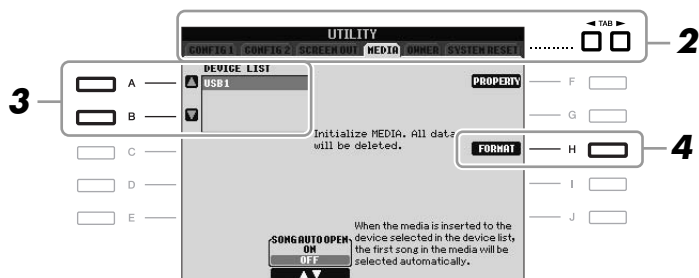 ◄ TAB ►
UTILITY
CONFIG 1 CONFIG 2 SCREEN OUT MEDIA OWNER SYSTEM RESET
2
DEVICE LIST
3
A
USB1
PROPERTY
F
B
G
Initialize MEDIA. All data
will be deleted.
FORMAT
H
4
C
D
I
E
J
SONG AUTO OPEN
ON
OFF
When the media is inserted to the
device selected in the device list,
the first song in the media will be
selected automatically.